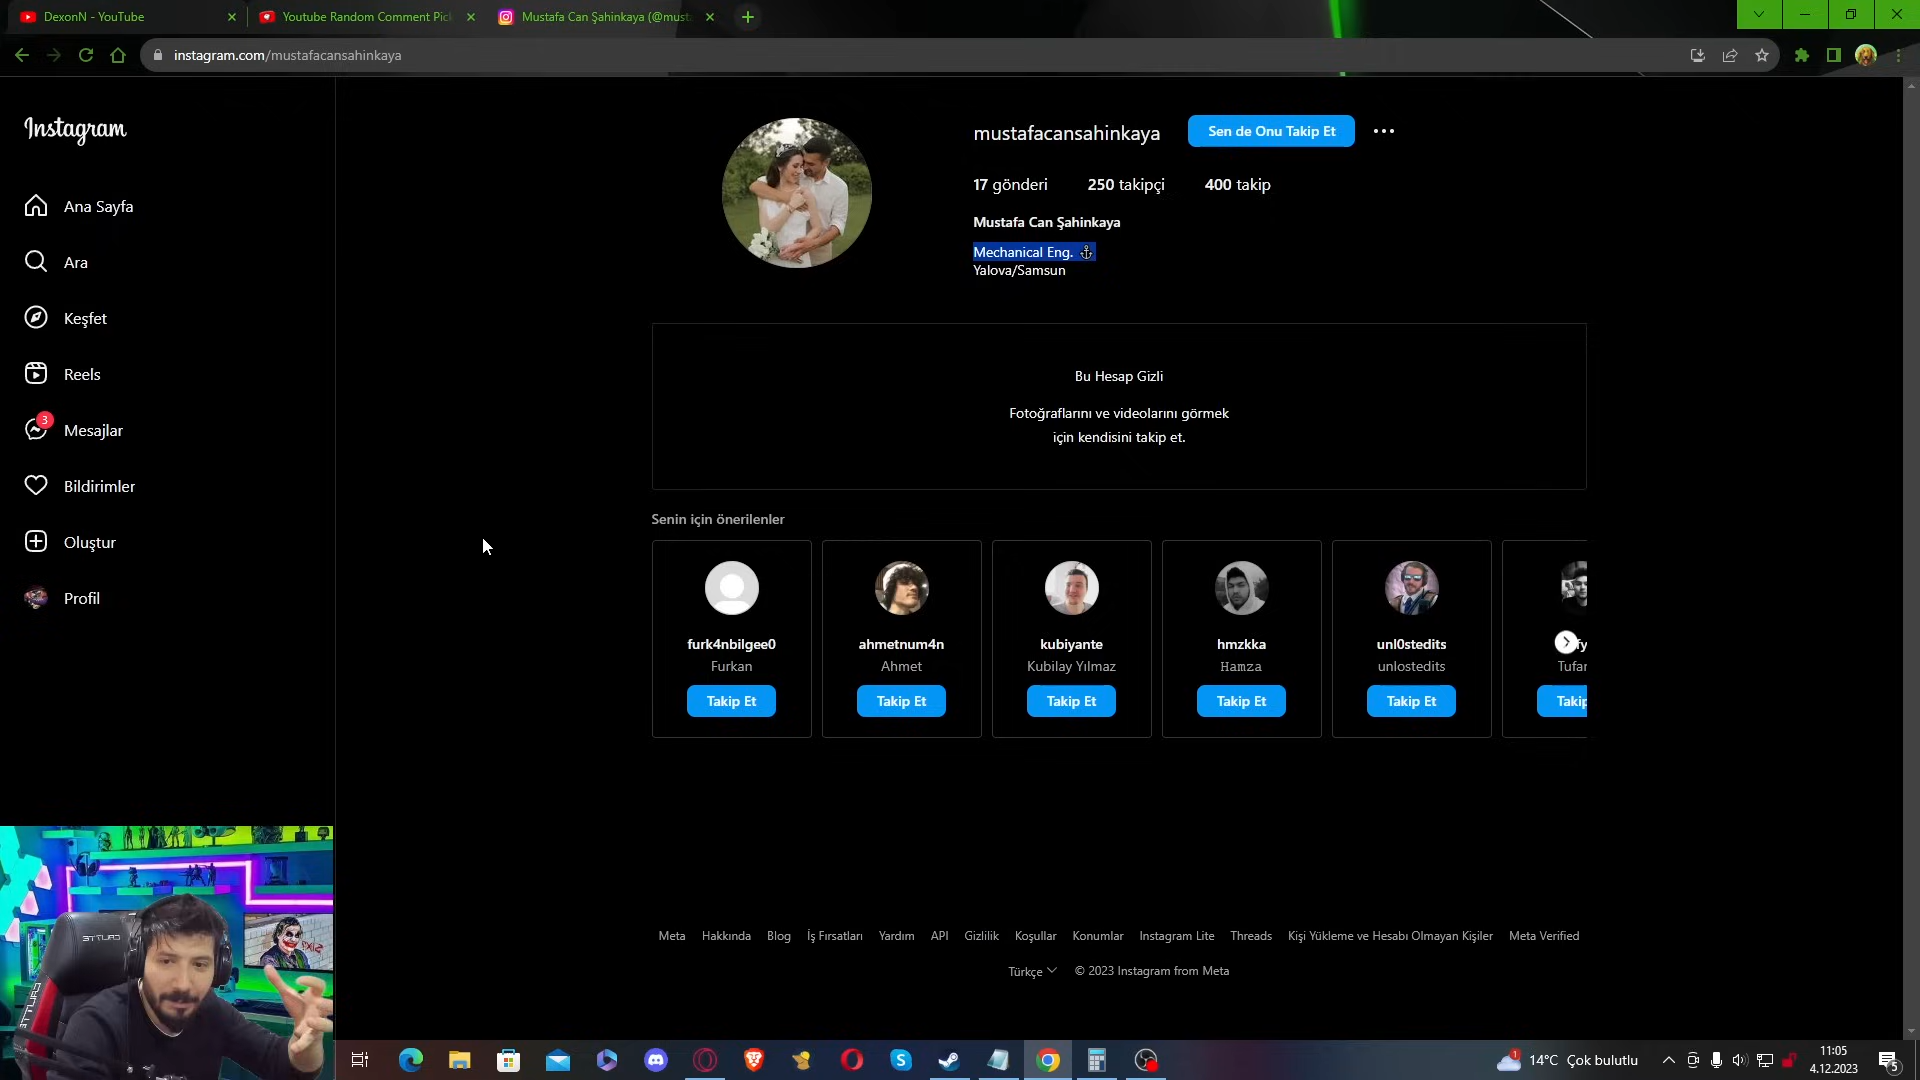 DexonN - YouTube
Youtube Random Comment Pick
Mustafa Can Şahinkaya (@must
instagram.com/mustafacansahinkaya
Instagram
mustafacansahinkaya
Sen de Onu Takip Et
17 gönderi 250 takipçi 400 takip
Mustafa Can Şahinkaya
Mechanical Eng. ⚓
Yalova/Samsun
Ana Sayfa
Ara
Keşfet
Reels
3
Mesajlar
Bildirimler
Oluştur
Profil
Bu Hesap Gizli
Fotoğraflarını ve videolarını görmek
için kendisini takip et.
Senin için önerilenler
furk4nbilgee0
Furkan
Takip Et
ahmetnum4n
Ahmet
Takip Et
kubiyante
Kubilay Yılmaz
Takip Et
hmzkka
Hamza
Takip Et
unl0stedits
unlostedits
Takip Et
Tufan
Takip
Meta Hakkında Blog İş Fırsatları Yardım API Gizlilik Koşullar Konumlar Instagram Lite Threads Kişi Yükleme ve Hesabı Olmayan Kişiler Meta Verified
Türkçe © 2023 Instagram from Meta
1
14°C Çok bulutlu
11:05
4.12.2023
5